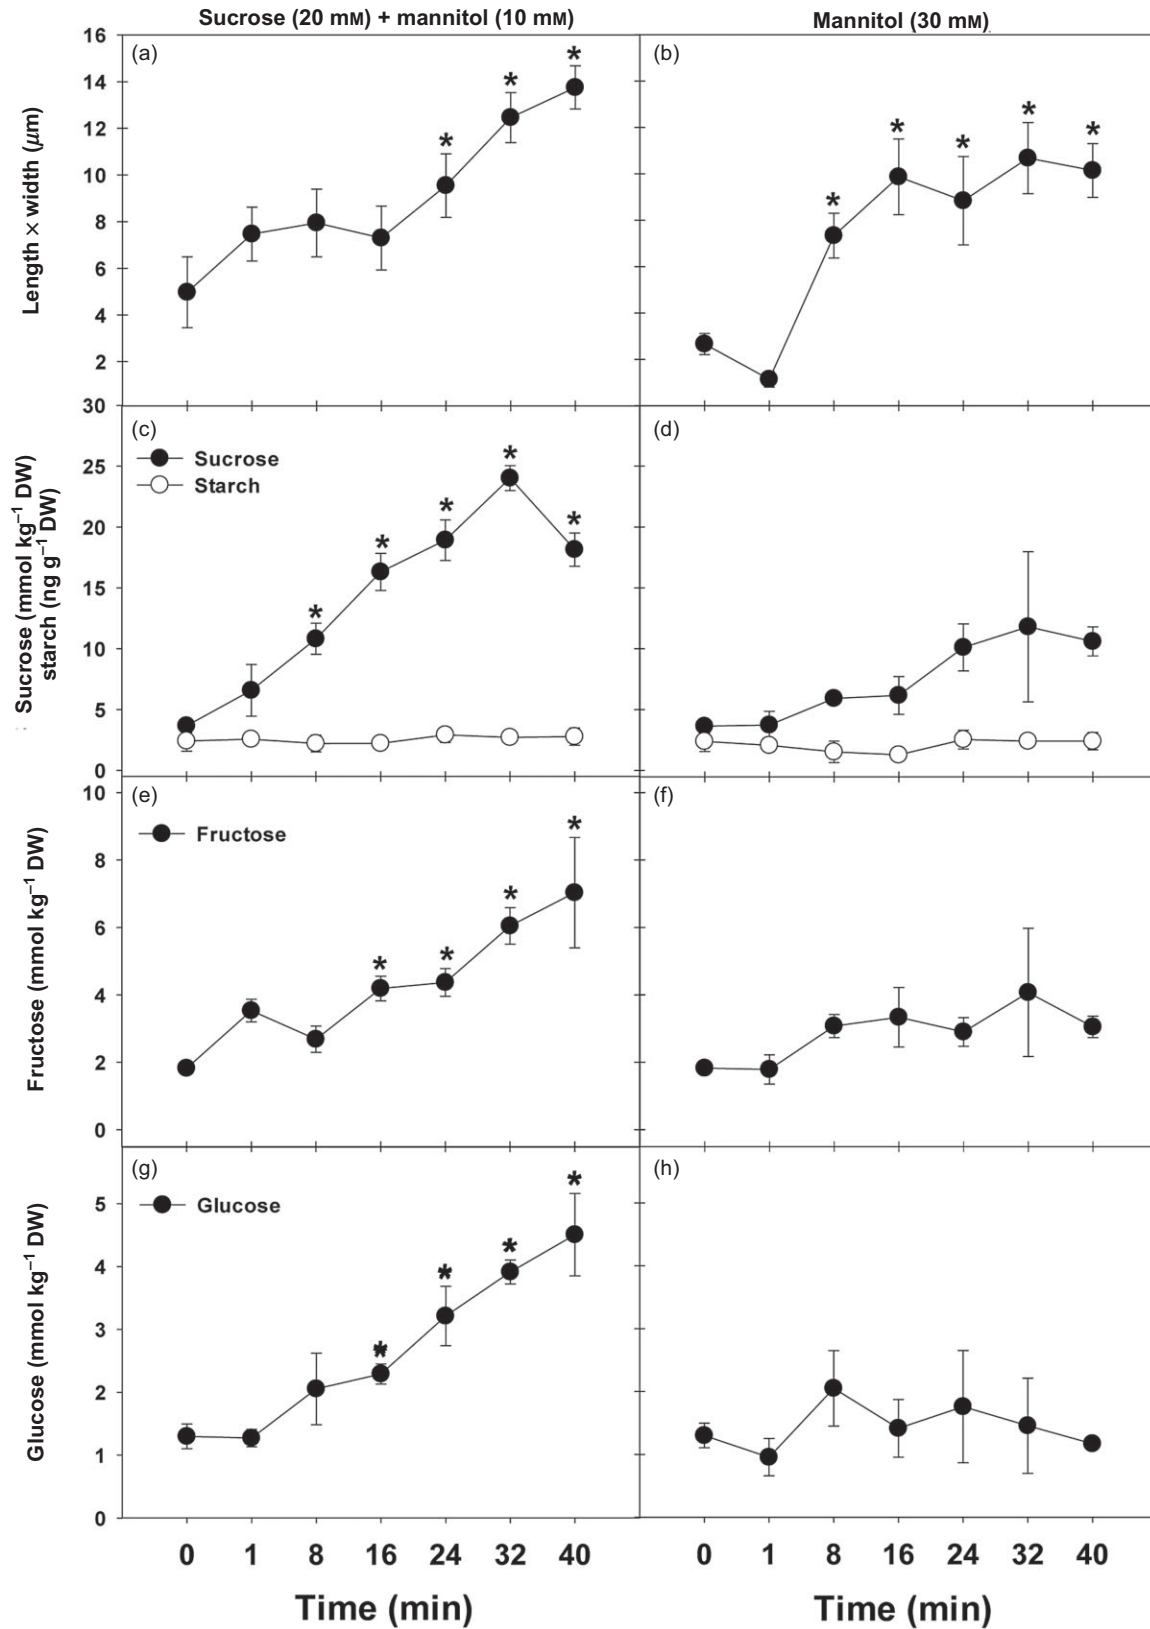 Sucrose (20 mM) + mannitol (10 mM)
Mannitol (30 mM)
Length × width (μm)
16
14
12
10
8
6
4
2
(a)
* * *
(b)
* * * * *
Sucrose (mmol kg⁻¹ DW)
starch (ng g⁻¹ DW)
30
25
20
15
10
5
0
(c)
Sucrose
Starch
* * * * *
(d)
Fructose (mmol kg⁻¹ DW)
10
8
6
4
2
0
(e)
Fructose
* * * *
(f)
Glucose (mmol kg⁻¹ DW)
5
4
3
2
1
0
(g)
Glucose
* * * *
(h)
0 1 8 16 24 32 40
0 1 8 16 24 32 40
Time (min)
Time (min)